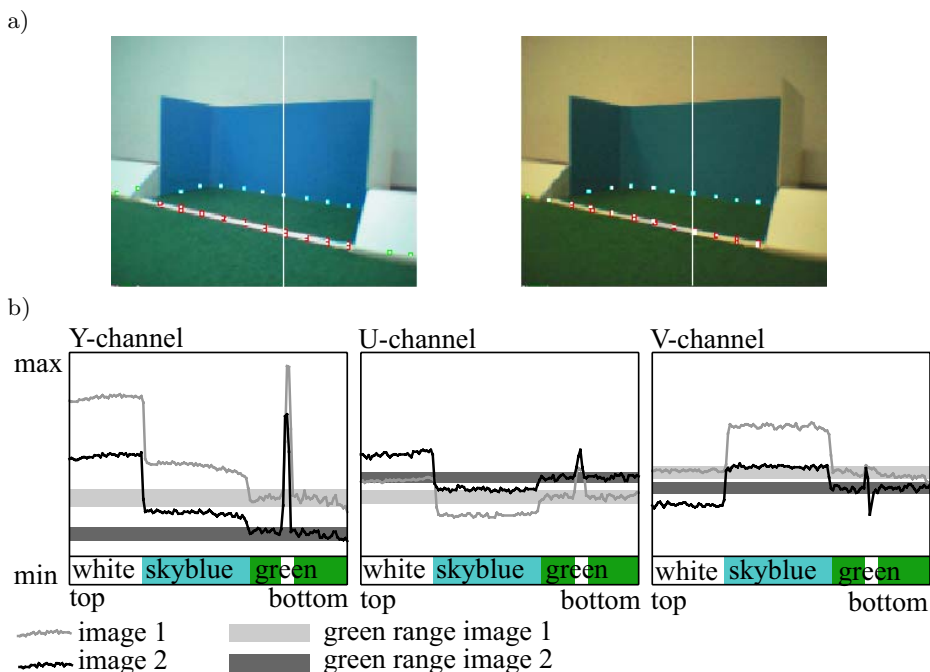 a)
b)
Y-channel
U-channel
V-channel
max
min
white skyblue green
white skyblue green
white skyblue green
top bottom
top bottom
top bottom
image 1
green range image 1
image 2
green range image 2